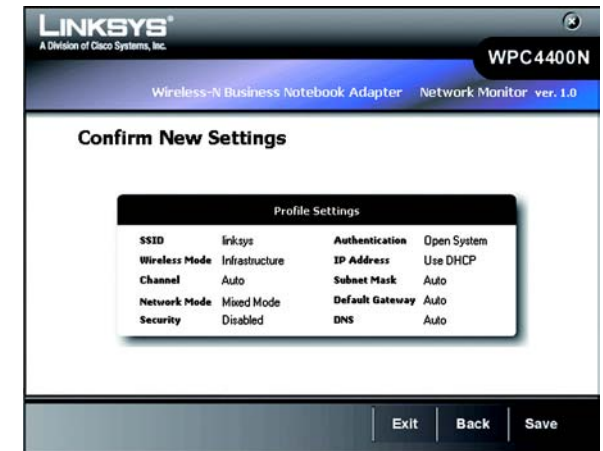 LINKSYS®
A Division of Cisco Systems, Inc.
WPC4400N
Wireless-N Business Notebook Adapter Network Monitor ver. 1.0
Confirm New Settings
Profile Settings
SSID linksys Authentication Open System
Wireless Mode Infrastructure IP Address Use DHCP
Channel Auto Subnet Mask Auto
Network Mode Mixed Mode Default Gateway Auto
Security Disabled DNS Auto
Exit Back Save